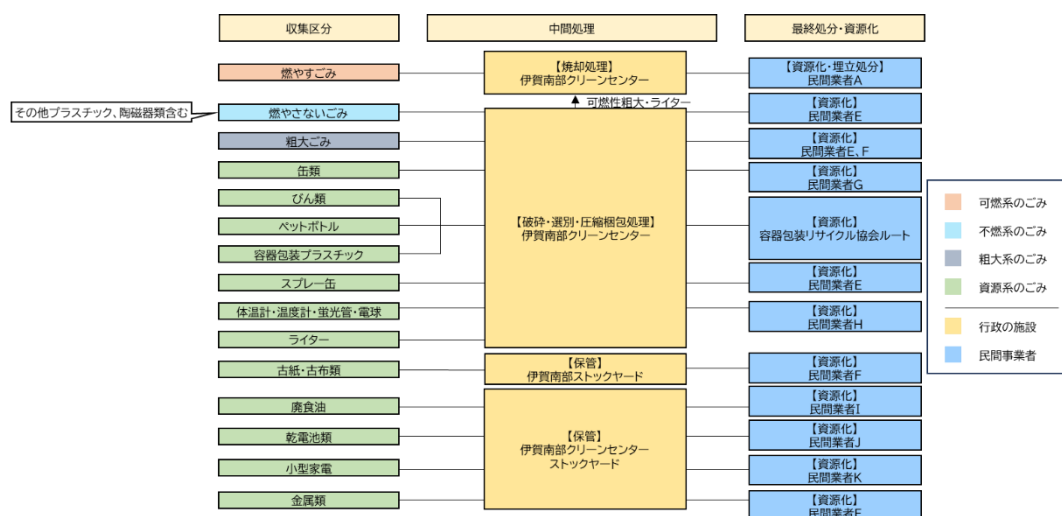 収集区分
中間処理
最終処分・資源化
燃やすごみ
【焼却処理】
伊賀南部クリーンセンター
【資源化・埋立処分】
民間業者A
可燃性粗大・ライター
その他プラスチック、陶磁器類含む
燃やさないごみ
【資源化】
民間業者E
粗大ごみ
【資源化】
民間業者E、F
缶類
【資源化】
民間業者G
びん類
ペットボトル
容器包装プラスチック
【破砕・選別・圧縮梱包処理】
伊賀南部クリーンセンター
【資源化】
容器包装リサイクル協会ルート
スプレー缶
【資源化】
民間業者E
体温計・温度計・蛍光管・電球
【資源化】
民間業者H
ライター
古紙・古布類
【保管】
伊賀南部ストックヤード
【資源化】
民間業者F
廃食油
【資源化】
民間業者I
乾電池類
【保管】
伊賀南部クリーンセンター
ストックヤード
【資源化】
民間業者J
小型家電
【資源化】
民間業者K
金属類
【資源化】
民間業者F
可燃系のごみ
不燃系のごみ
粗大系のごみ
資源系のごみ
行政の施設
民間事業者